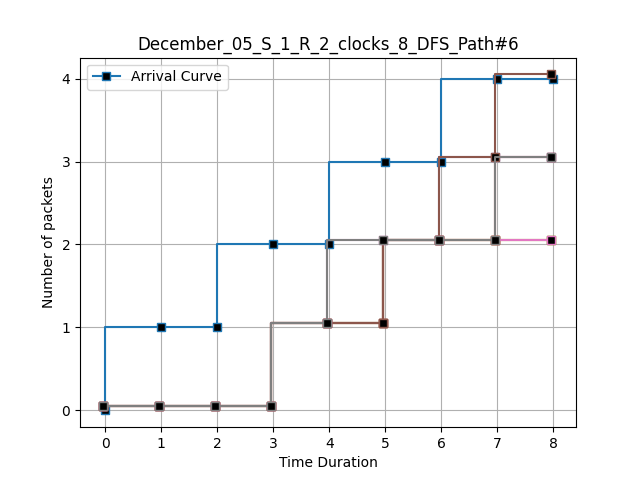 December_05_S_1_R_2_clocks_8_DFS_Path#6
Arrival Curve
Number of packets
4
3
2
1
0
0 1 2 3 4 5 6 7 8
Time Duration